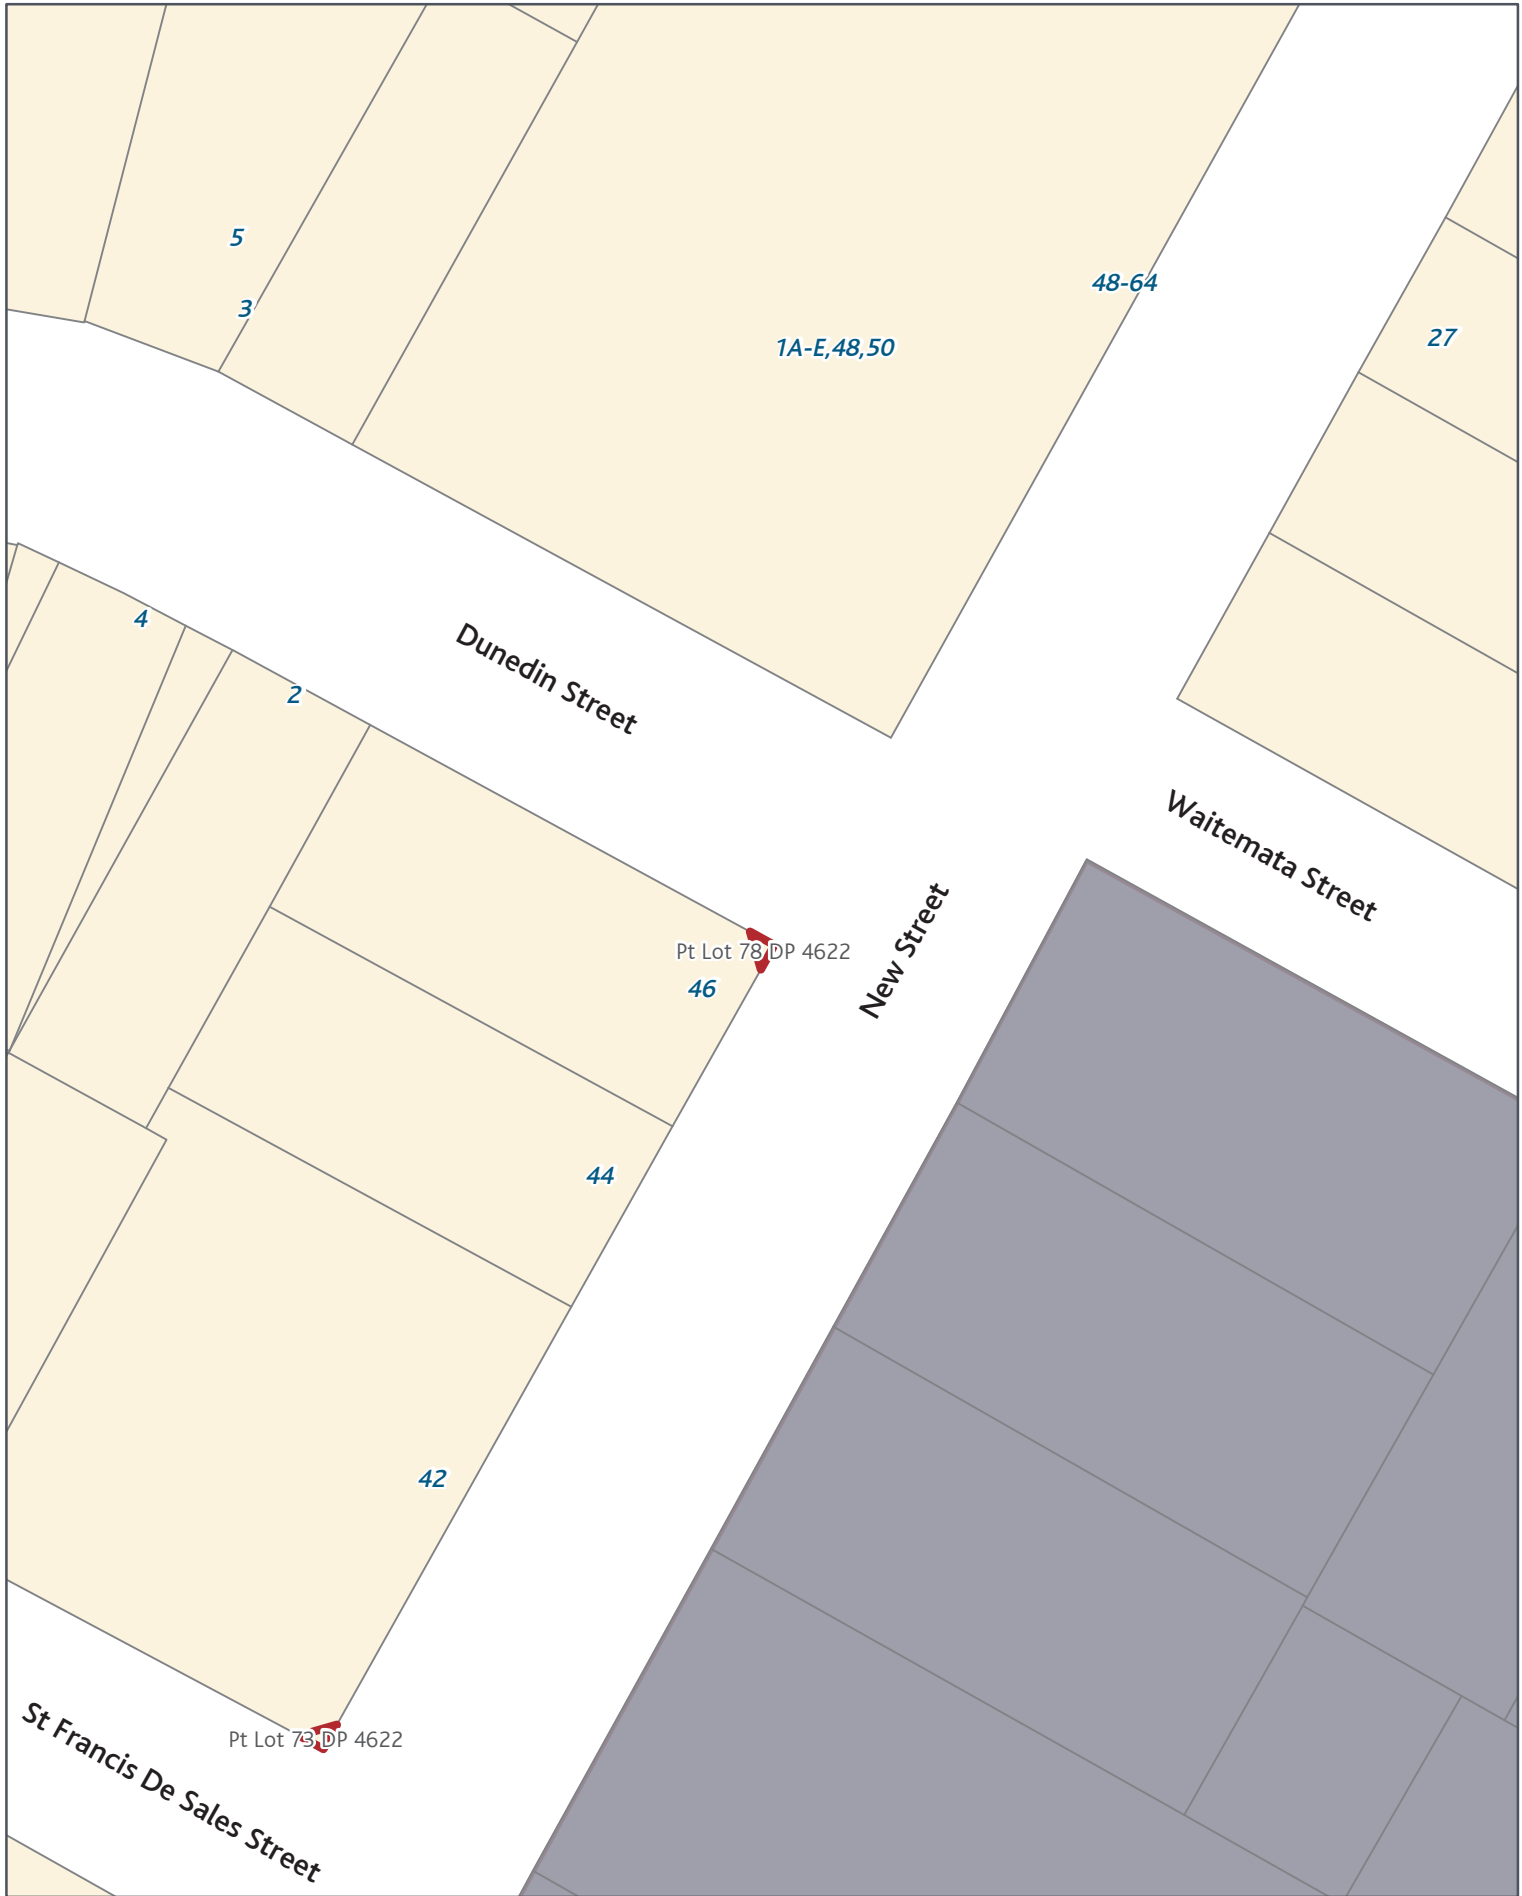 5
3
48-64
1A-E,48,50
27
4
2
Dunedin Street
Waitemata Street
New Street
Pt Lot 78 DP 4622
46
44
42
Pt Lot 73 DP 4622
St Francis De Sales Street